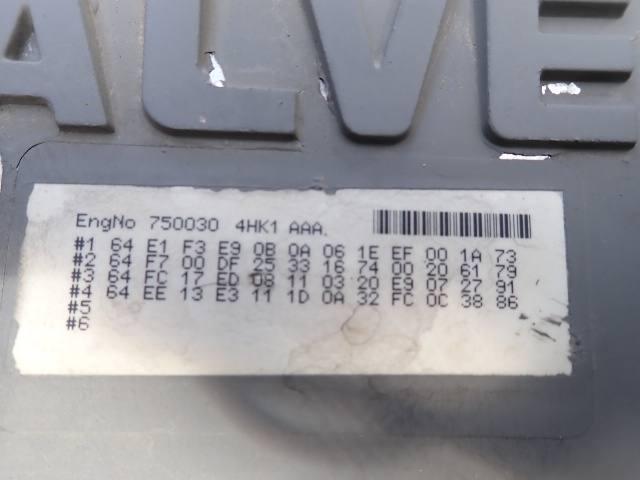 ALVE
EngNo 750030 4HK1 AAA.
#1 64 E1 F3 E9 0B 0A 06 1E EF 00 1A 73
#2 64 F7 00 DF 25 33 16 74 00 20 61 79
#3 64 FC 17 ED 08 11 03 20 E9 07 27 91
#4 64 EE 13 E3 11 1D 0A 32 FC 0C 38 86
#5
#6